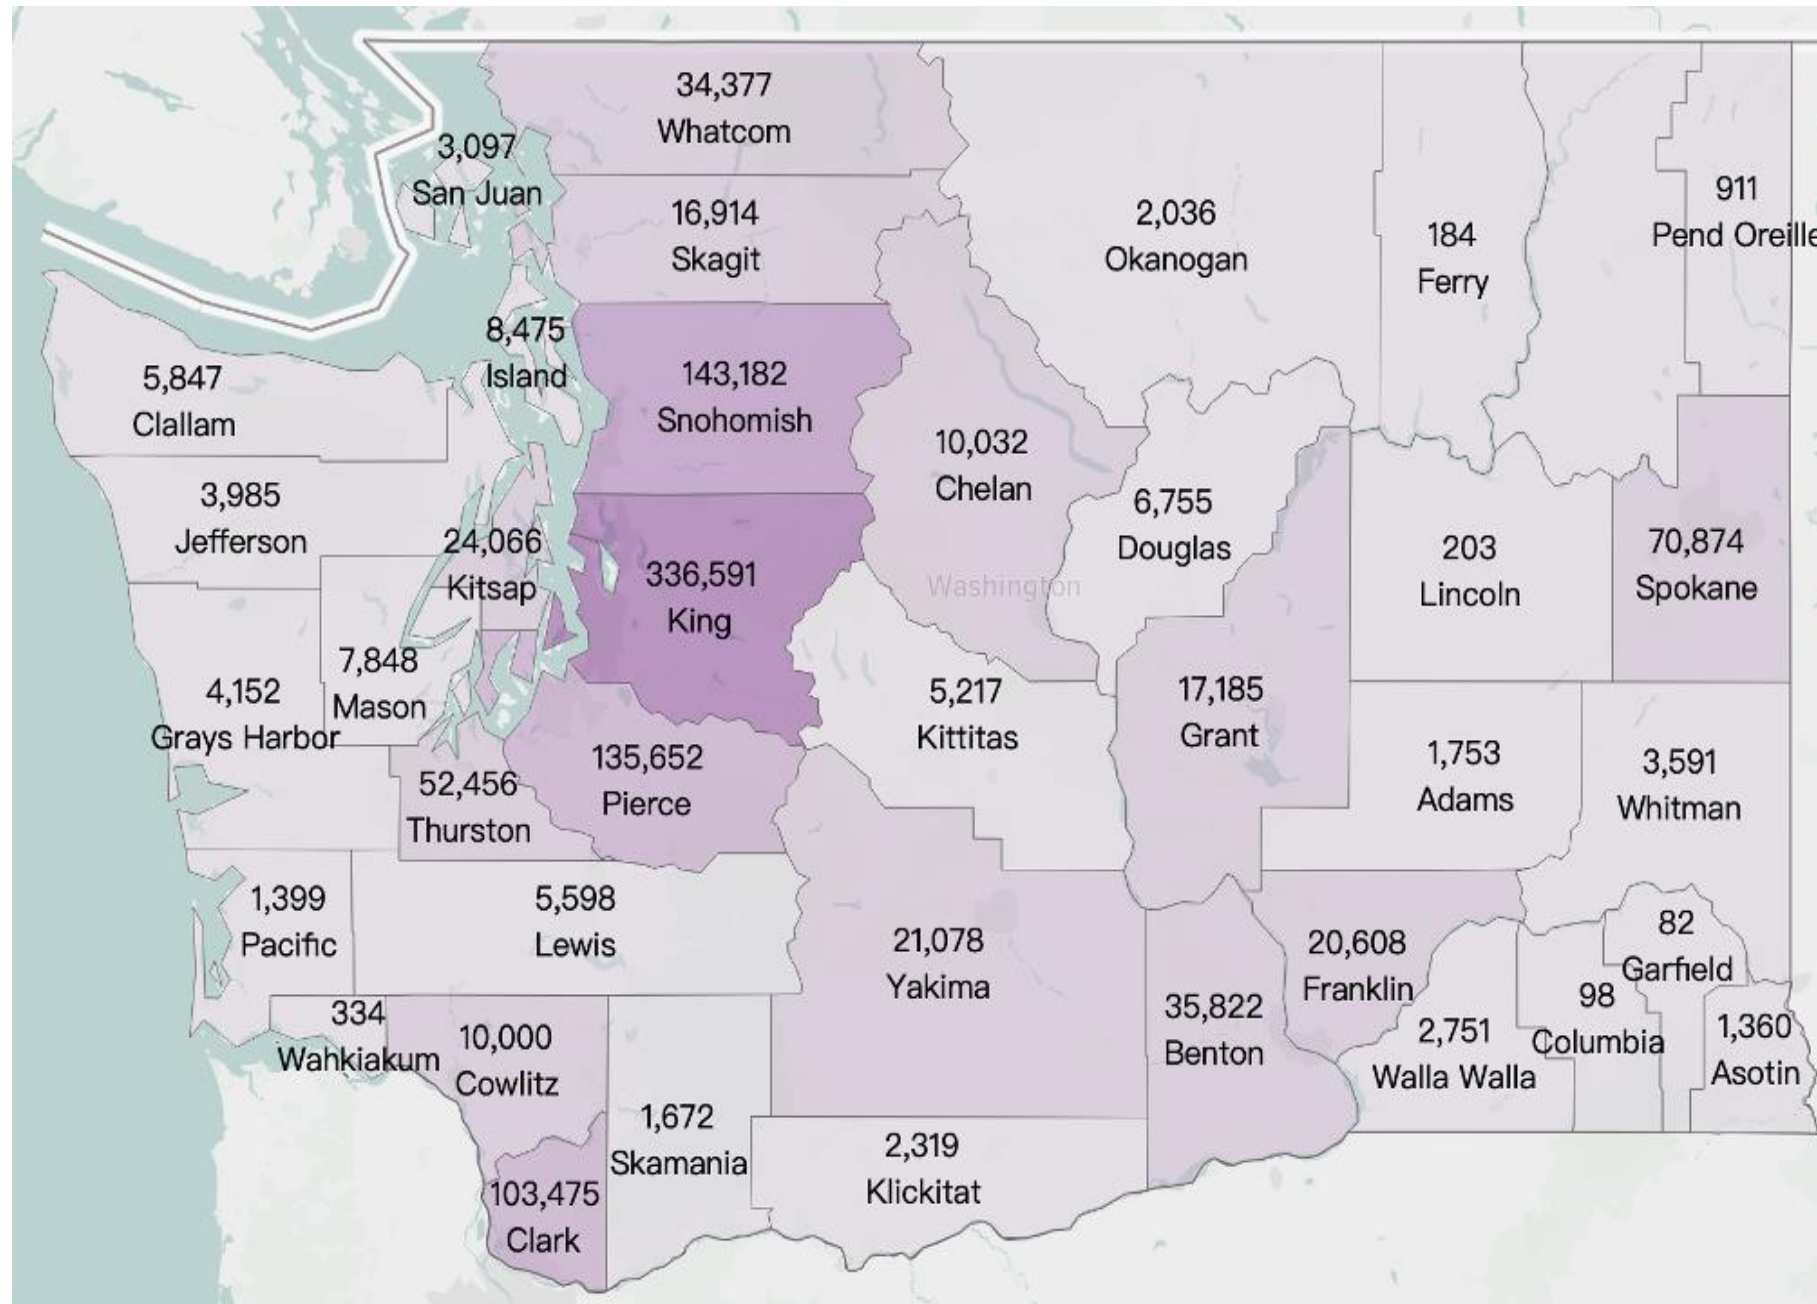 34,377
Whatcom
3,097
San Juan
16,914
Skagit
2,036
Okanogan
184
Ferry
911
Pend Oreille
8,475
Island
143,182
Snohomish
5,847
Clallam
10,032
Chelan
6,755
Douglas
3,985
Jefferson
24,066
Kitsap
336,591
King
Washington
203
Lincoln
70,874
Spokane
7,848
Mason
4,152
Grays Harbor
5,217
Kittitas
17,185
Grant
52,456
Thurston
135,652
Pierce
1,753
Adams
3,591
Whitman
1,399
Pacific
5,598
Lewis
21,078
Yakima
20,608
Franklin
82
Garfield
334
Wahkiakum
10,000
Cowlitz
35,822
Benton
2,751
Walla Walla
98
Columbia
1,360
Asotin
1,672
Skamania
2,319
Klickitat
103,475
Clark